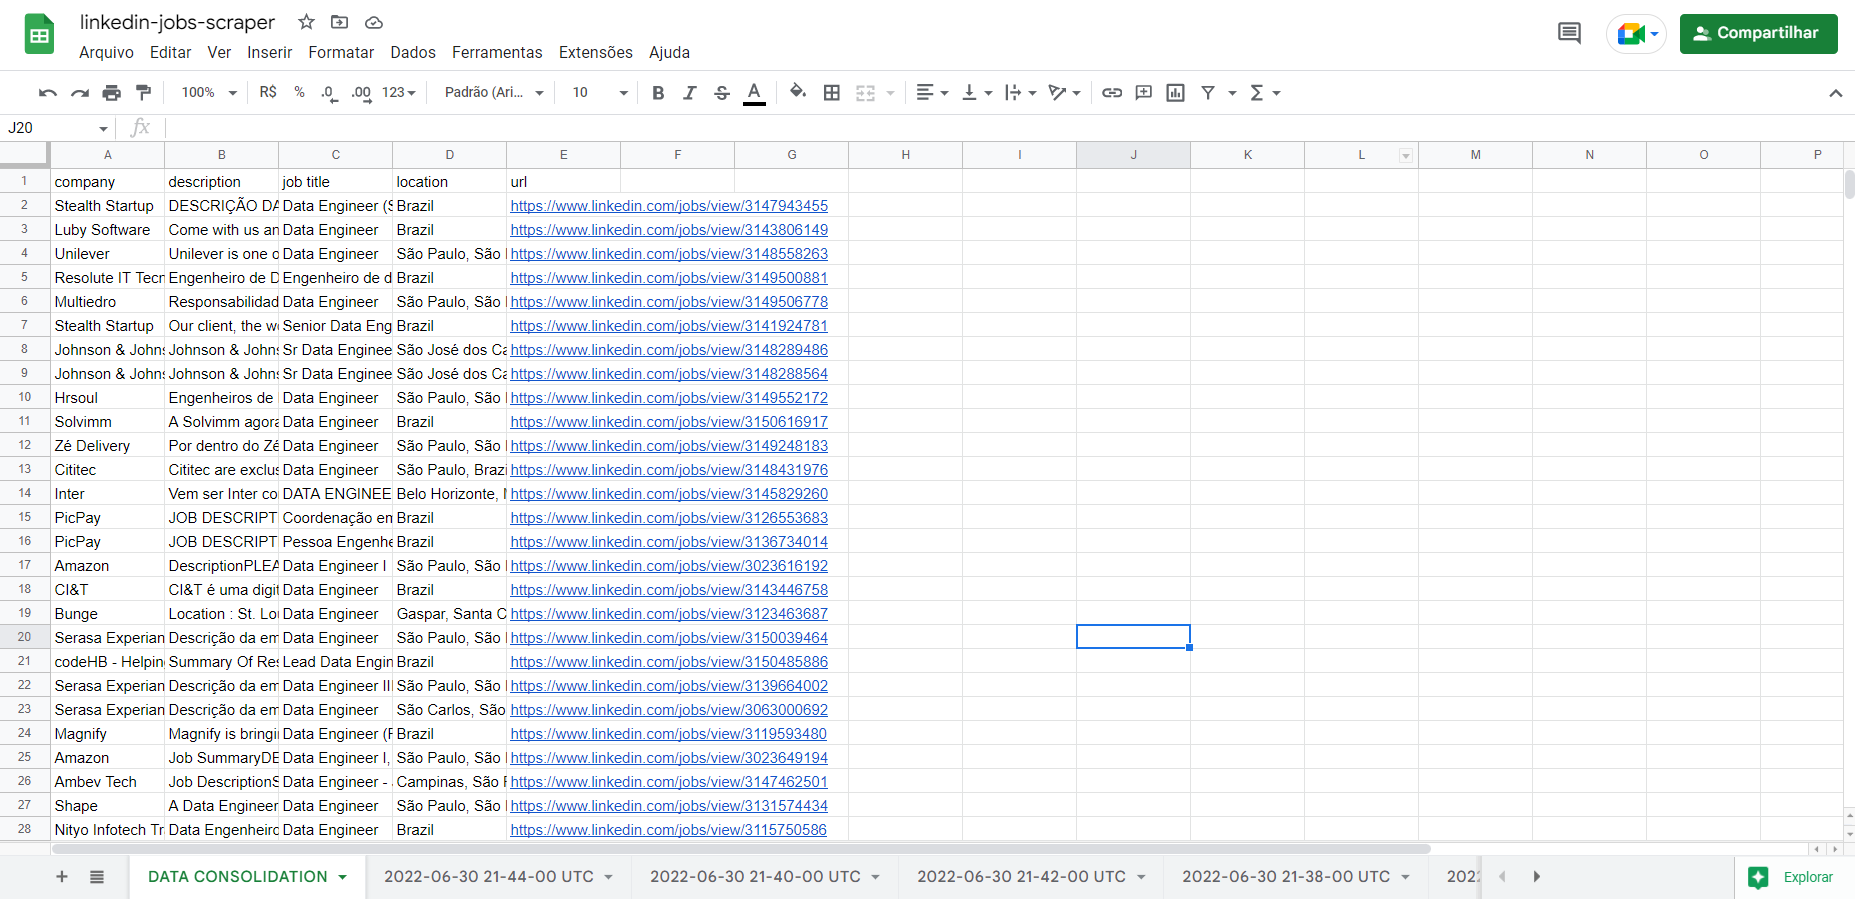 linkedin-jobs-scraper
Arquivo Editar Ver Inserir Formatar Dados Ferramentas Extensões Ajuda
Compartilhar
100% R$ % .0 .00 123 Padrão (Ari... 10 B I S A
J20 fx
A B C D E F G H I J K L M N O P
1 company description job title location url
2 Stealth Startup DESCRIÇÃO DA Data Engineer (S Brazil https://www.linkedin.com/jobs/view/3147943455
3 Luby Software Come with us an Data Engineer Brazil https://www.linkedin.com/jobs/view/3143806149
4 Unilever Unilever is one o Data Engineer São Paulo, São https://www.linkedin.com/jobs/view/3148558263
5 Resolute IT Tecn Engenheiro de D Engenheiro de d Brazil https://www.linkedin.com/jobs/view/3149500881
6 Multiedro Responsabilidad Data Engineer São Paulo, São https://www.linkedin.com/jobs/view/3149506778
7 Stealth Startup Our client, the wo Senior Data Eng Brazil https://www.linkedin.com/jobs/view/3141924781
8 Johnson & Johns Johnson & Johns Sr Data Enginee São José dos Ca https://www.linkedin.com/jobs/view/3148289486
9 Johnson & Johns Johnson & Johns Sr Data Enginee São José dos Ca https://www.linkedin.com/jobs/view/3148288564
10 Hrsoul Engenheiros de Data Engineer São Paulo, São https://www.linkedin.com/jobs/view/3149552172
11 Solvimm A Solvimm agora Data Engineer Brazil https://www.linkedin.com/jobs/view/3150616917
12 Zé Delivery Por dentro do Zé Data Engineer São Paulo, São https://www.linkedin.com/jobs/view/3149248183
13 Cititec Cititec are exclus Data Engineer São Paulo, Brazi https://www.linkedin.com/jobs/view/3148431976
14 Inter Vem ser Inter co DATA ENGINEE Belo Horizonte, https://www.linkedin.com/jobs/view/3145829260
15 PicPay JOB DESCRIPT Coordenação en Brazil https://www.linkedin.com/jobs/view/3126553683
16 PicPay JOB DESCRIPT Pessoa Engenhe Brazil https://www.linkedin.com/jobs/view/3136734014
17 Amazon DescriptionPLEA Data Engineer I São Paulo, São https://www.linkedin.com/jobs/view/3023616192
18 CI&T CI&T é uma digit Data Engineer Brazil https://www.linkedin.com/jobs/view/3143446758
19 Bunge Location : St. Lou Data Engineer Gaspar, Santa C https://www.linkedin.com/jobs/view/3123463687
20 Serasa Experian Descrição da em Data Engineer São Paulo, São https://www.linkedin.com/jobs/view/3150039464
21 codeHB - Helpin Summary Of Res Lead Data Engin Brazil https://www.linkedin.com/jobs/view/3150485886
22 Serasa Experian Descrição da em Data Engineer III São Paulo, São https://www.linkedin.com/jobs/view/3139664002
23 Serasa Experian Descrição da em Data Engineer São Carlos, São https://www.linkedin.com/jobs/view/3063000692
24 Magnify Magnify is bringi Data Engineer (F Brazil https://www.linkedin.com/jobs/view/3119593480
25 Amazon Job SummaryDE Data Engineer I, São Paulo, São https://www.linkedin.com/jobs/view/3023649194
26 Ambev Tech Job DescriptionS Data Engineer - Campinas, São P https://www.linkedin.com/jobs/view/3147462501
27 Shape A Data Engineer Data Engineer São Paulo, São https://www.linkedin.com/jobs/view/3131574434
28 Nityo Infotech Tr Data Engenheiro Data Engineer Brazil https://www.linkedin.com/jobs/view/3115750586
DATA CONSOLIDATION 2022-06-30 21-44-00 UTC 2022-06-30 21-40-00 UTC 2022-06-30 21-42-00 UTC 2022-06-30 21-38-00 UTC 202 Explorar